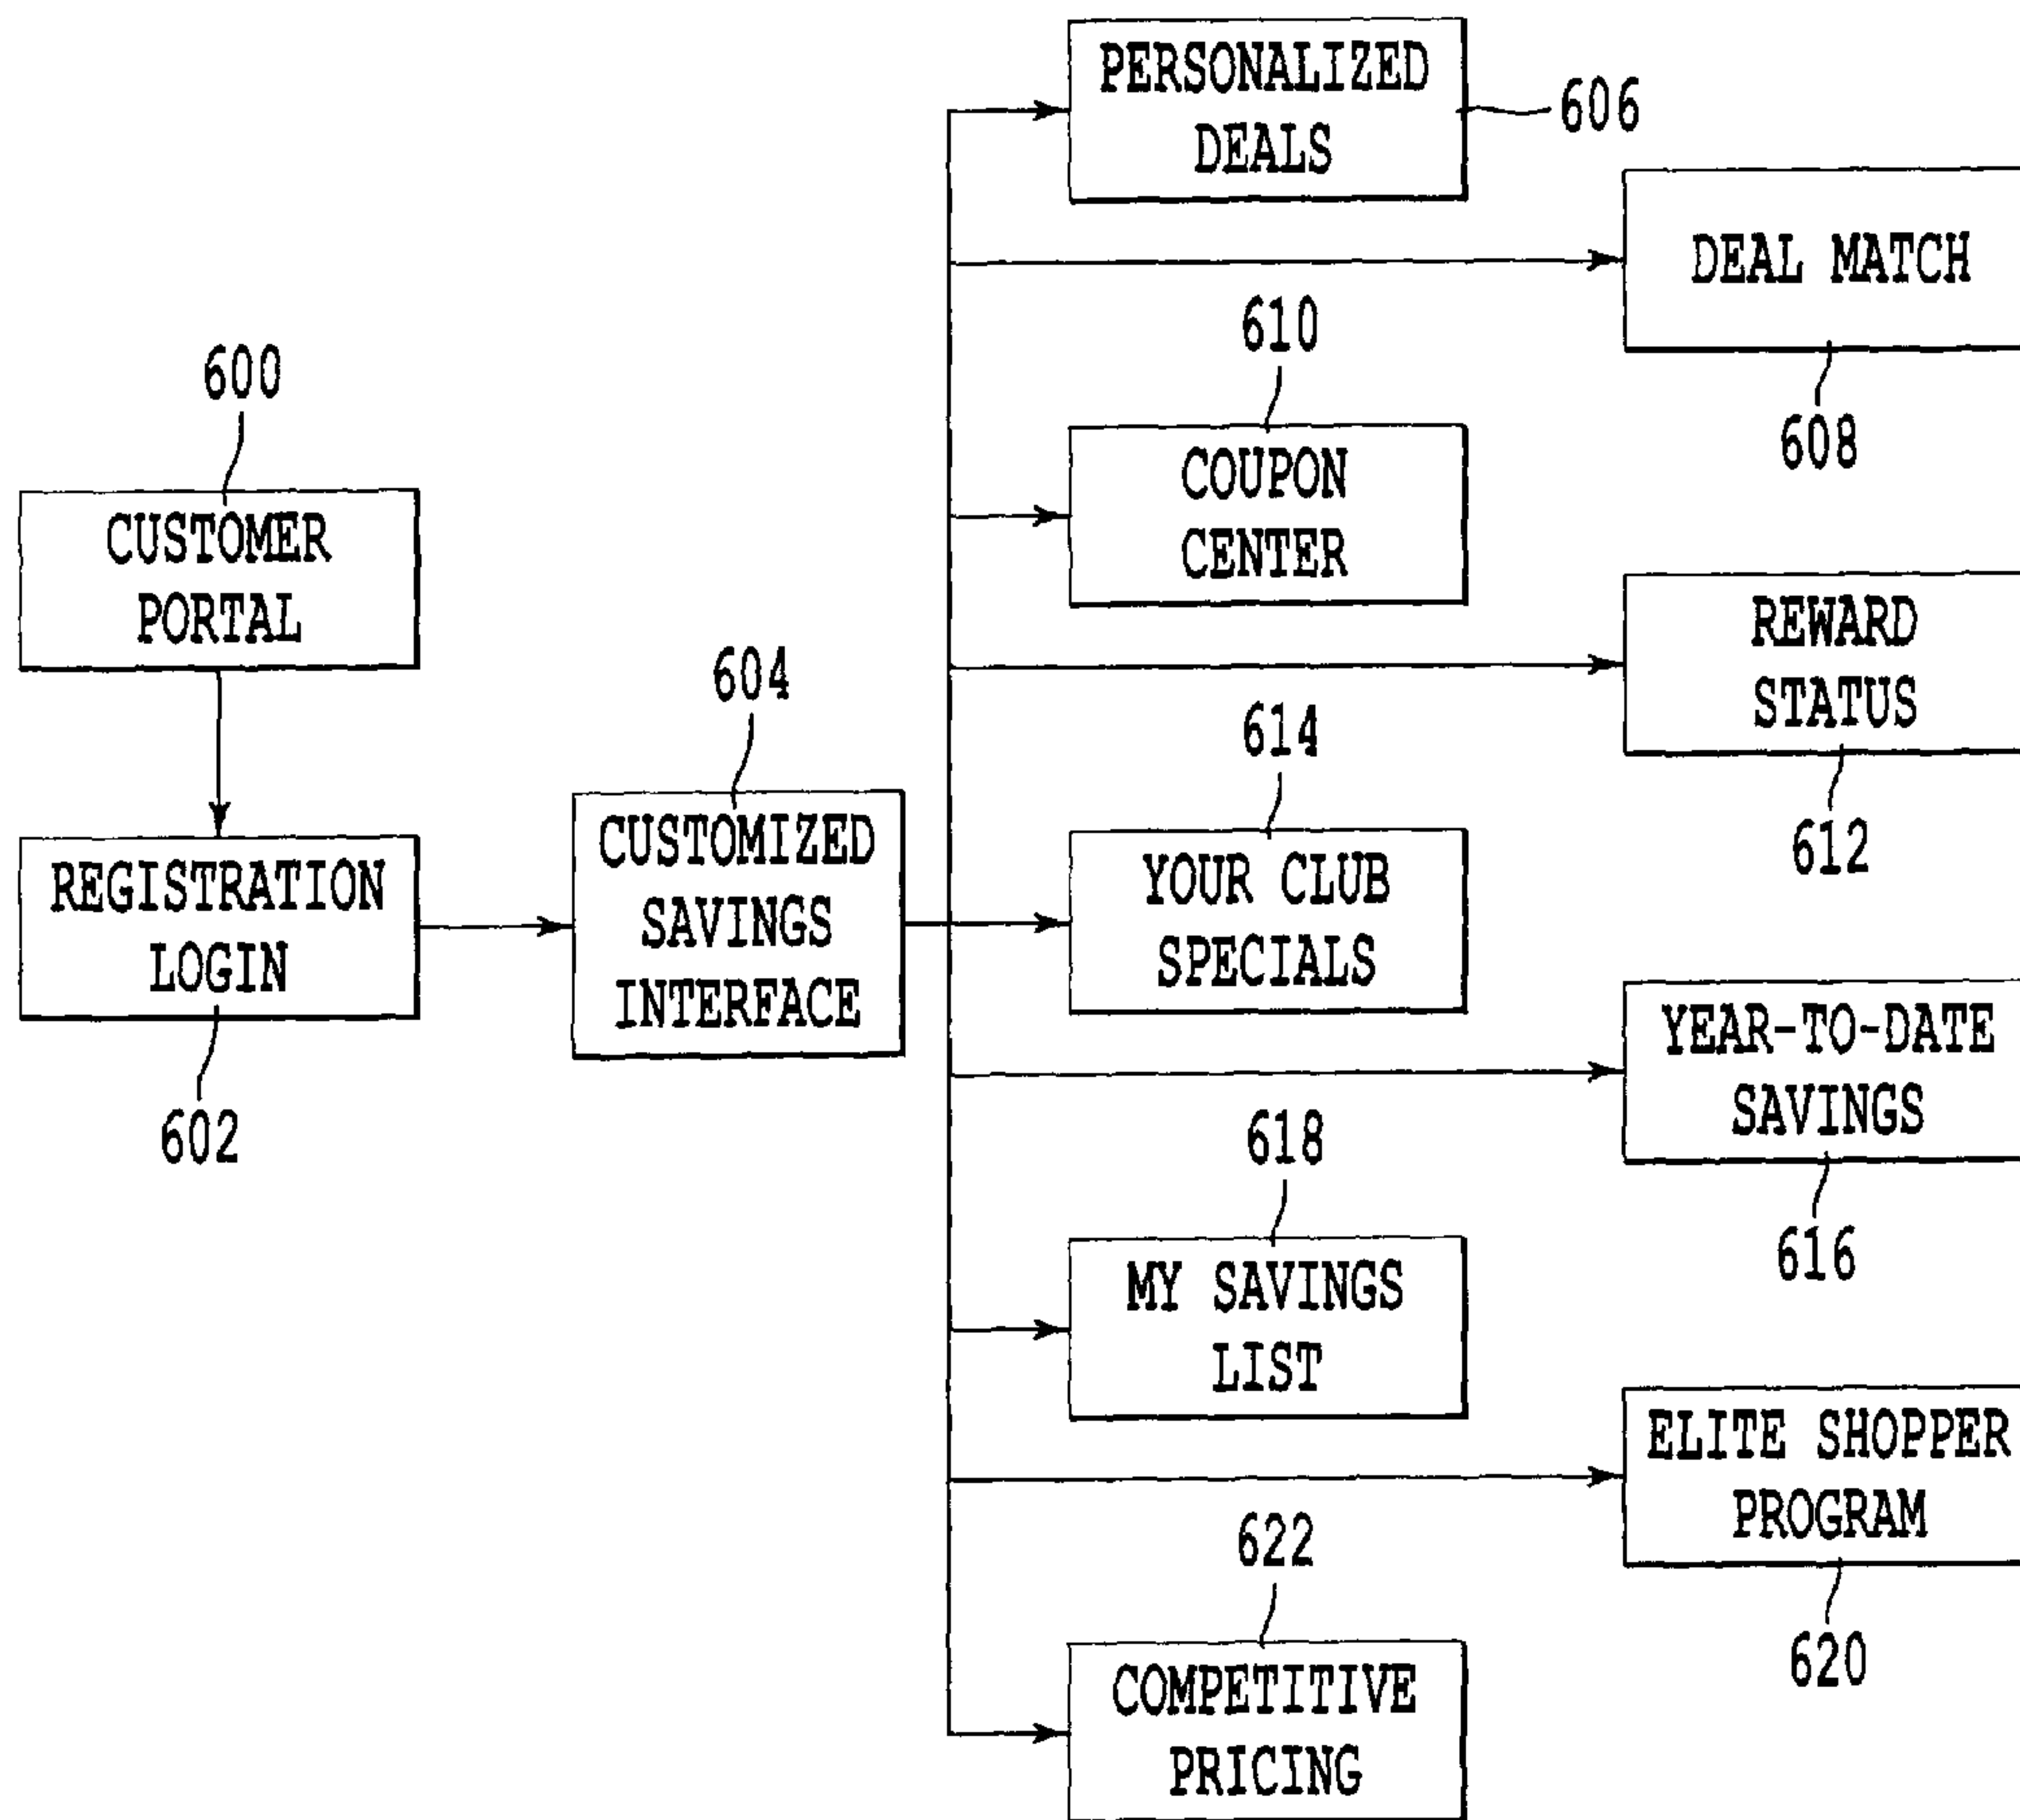 PERSONALIZED
DEALS
606
DEAL MATCH
608
610
COUPON
CENTER
600
CUSTOMER
PORTAL
REWARD
STATUS
612
604
CUSTOMIZED
SAVINGS
INTERFACE
614
YOUR CLUB
SPECIALS
REGISTRATION
LOGIN
602
YEAR-TO-DATE
SAVINGS
616
618
MY SAVINGS
LIST
ELITE SHOPPER
PROGRAM
620
622
COMPETITIVE
PRICING